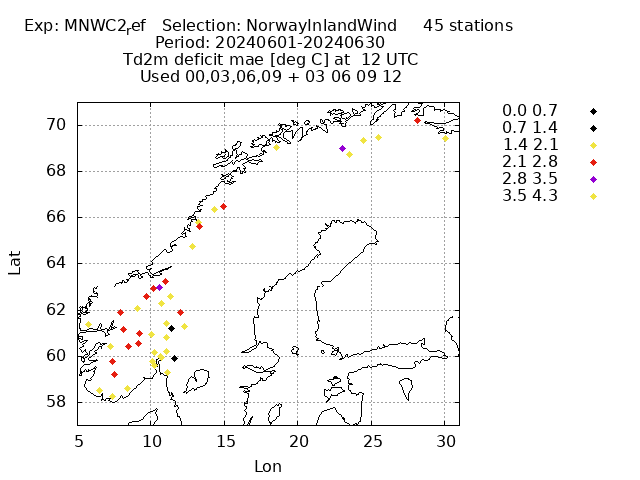 Exp: MNWC2ref   Selection: NorwayInlandWind     45 stations
Period: 20240601-20240630
Td2m deficit mae [deg C] at  12 UTC
Used 00,03,06,09 + 03 06 09 12
0.0 0.7
0.7 1.4
1.4 2.1
2.1 2.8
2.8 3.5
3.5 4.3
70
68
66
64
62
60
58
Lat
5 10 15 20 25 30
Lon